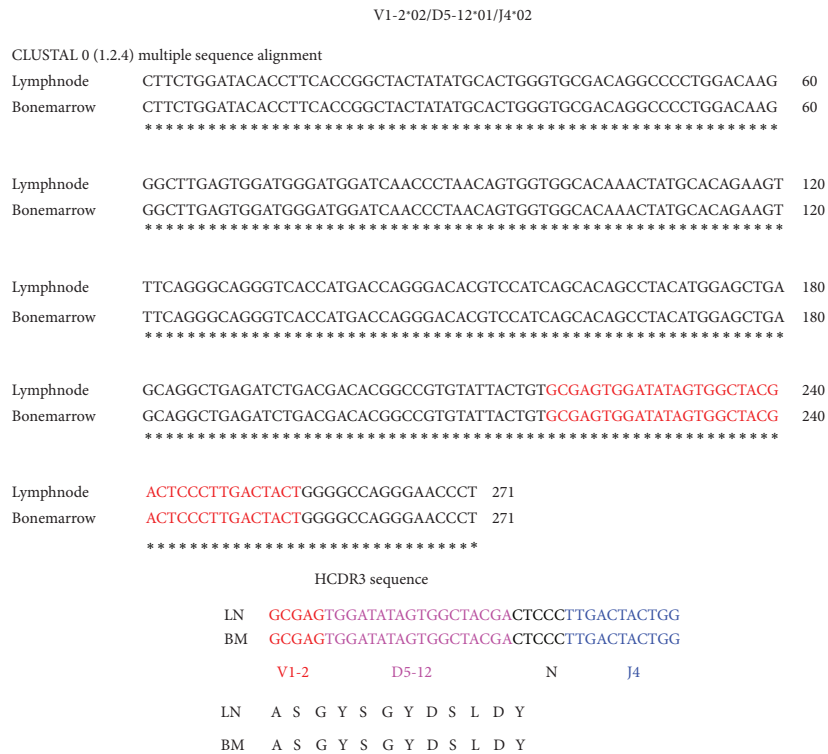 V1-2*02/D5-12*01/J4*02
CLUSTAL 0 (1.2.4) multiple sequence alignment
Lymphnode CTTCTGGATACACCTTCACCGGCTACTATATGCACTGGGTGCGACAGGCCCCTGGACAAG 60
Bonemarrow CTTCTGGATACACCTTCACCGGCTACTATATGCACTGGGTGCGACAGGCCCCTGGACAAG 60
************************************************************
Lymphnode GGCTTGAGTGGATGGGATGGATCAACCCTAACAGTGGTGGCACAAACTATGCACAGAAGT 120
Bonemarrow GGCTTGAGTGGATGGGATGGATCAACCCTAACAGTGGTGGCACAAACTATGCACAGAAGT 120
************************************************************
Lymphnode TTCAGGGCAGGGTCACCATGACCAGGGACACGTCCATCAGCACAGCCTACATGGAGCTGA 180
Bonemarrow TTCAGGGCAGGGTCACCATGACCAGGGACACGTCCATCAGCACAGCCTACATGGAGCTGA 180
************************************************************
Lymphnode GCAGGCTGAGATCTGACGACACGGCCGTGTATTACTGTGCGAGTGGATATAGTGGCTACG 240
Bonemarrow GCAGGCTGAGATCTGACGACACGGCCGTGTATTACTGTGCGAGTGGATATAGTGGCTACG 240
************************************************************
Lymphnode ACTCCCTTGACTACTGGGGCCAGGGAACCCT 271
Bonemarrow ACTCCCTTGACTACTGGGGCCAGGGAACCCT 271
*******************************
HCDR3 sequence
LN GCGAGTGGATATAGTGGCTACGACTCCCTTGACTACTGG
BM GCGAGTGGATATAGTGGCTACGACTCCCTTGACTACTGG
V1-2 D5-12 N J4
LN A S G Y S G Y D S L D Y
BM A S G Y S G Y D S L D Y